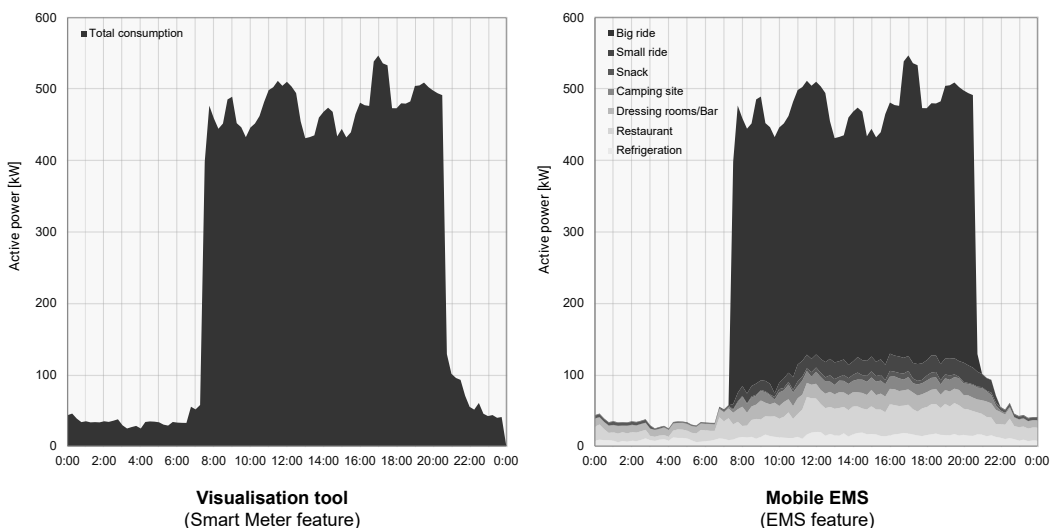 600
500
400
300
200
100
0
Active power [kW]
Total consumption
0:00 2:00 4:00 6:00 8:00 10:00 12:00 14:00 16:00 18:00 20:00 22:00 0:00
Visualisation tool
(Smart Meter feature)
600
500
400
300
200
100
0
Active power [kW]
Big ride
Small ride
Snack
Camping site
Dressing rooms/Bar
Restaurant
Refrigeration
0:00 2:00 4:00 6:00 8:00 10:00 12:00 14:00 16:00 18:00 20:00 22:00 0:00
Mobile EMS
(EMS feature)